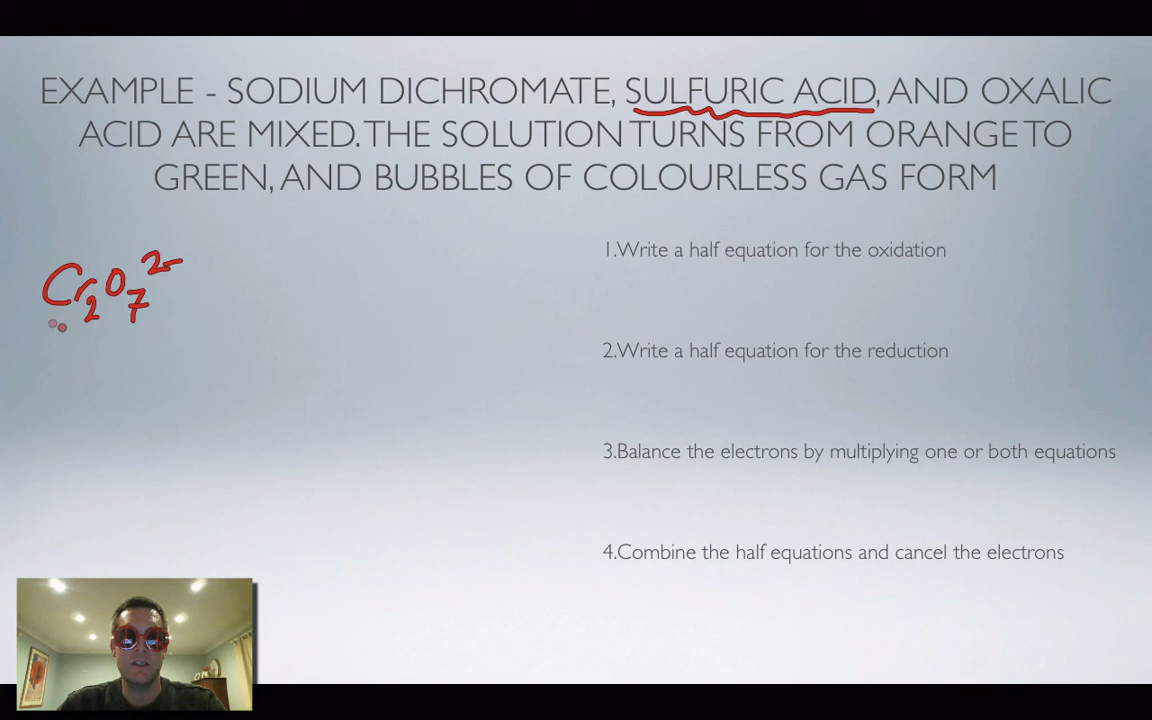 EXAMPLE - SODIUM DICHROMATE, SULFURIC ACID, AND OXALIC
ACID ARE MIXED. THE SOLUTION TURNS FROM ORANGE TO
GREEN, AND BUBBLES OF COLOURLESS GAS FORM
Cr₂O₇²⁻
1.Write a half equation for the oxidation
2.Write a half equation for the reduction
3.Balance the electrons by multiplying one or both equations
4.Combine the half equations and cancel the electrons